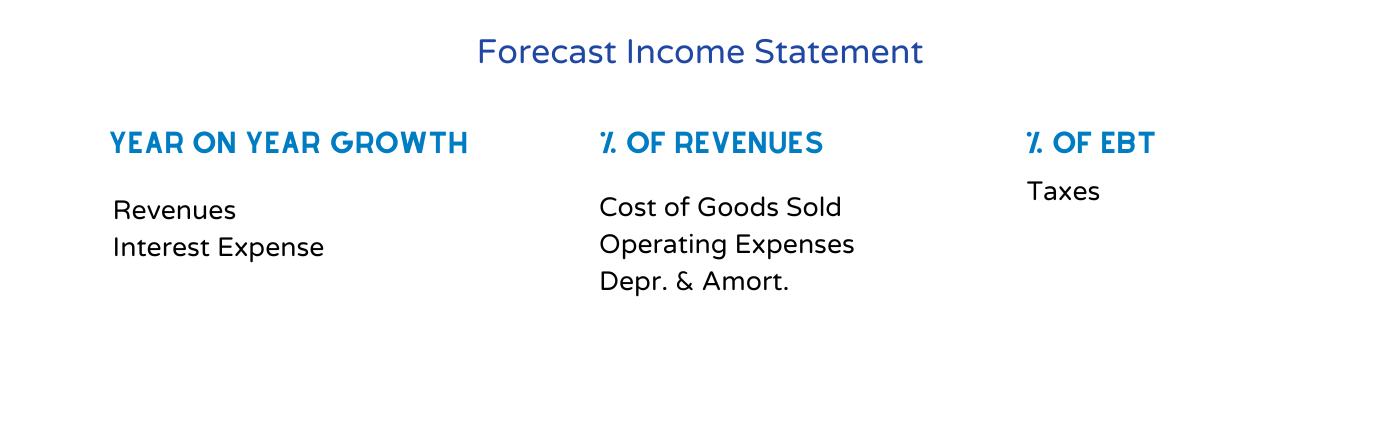 Forecast Income Statement
YEAR ON YEAR GROWTH
Revenues
Interest Expense
% OF REVENUES
Cost of Goods Sold
Operating Expenses
Depr. & Amort.
% OF EBT
Taxes